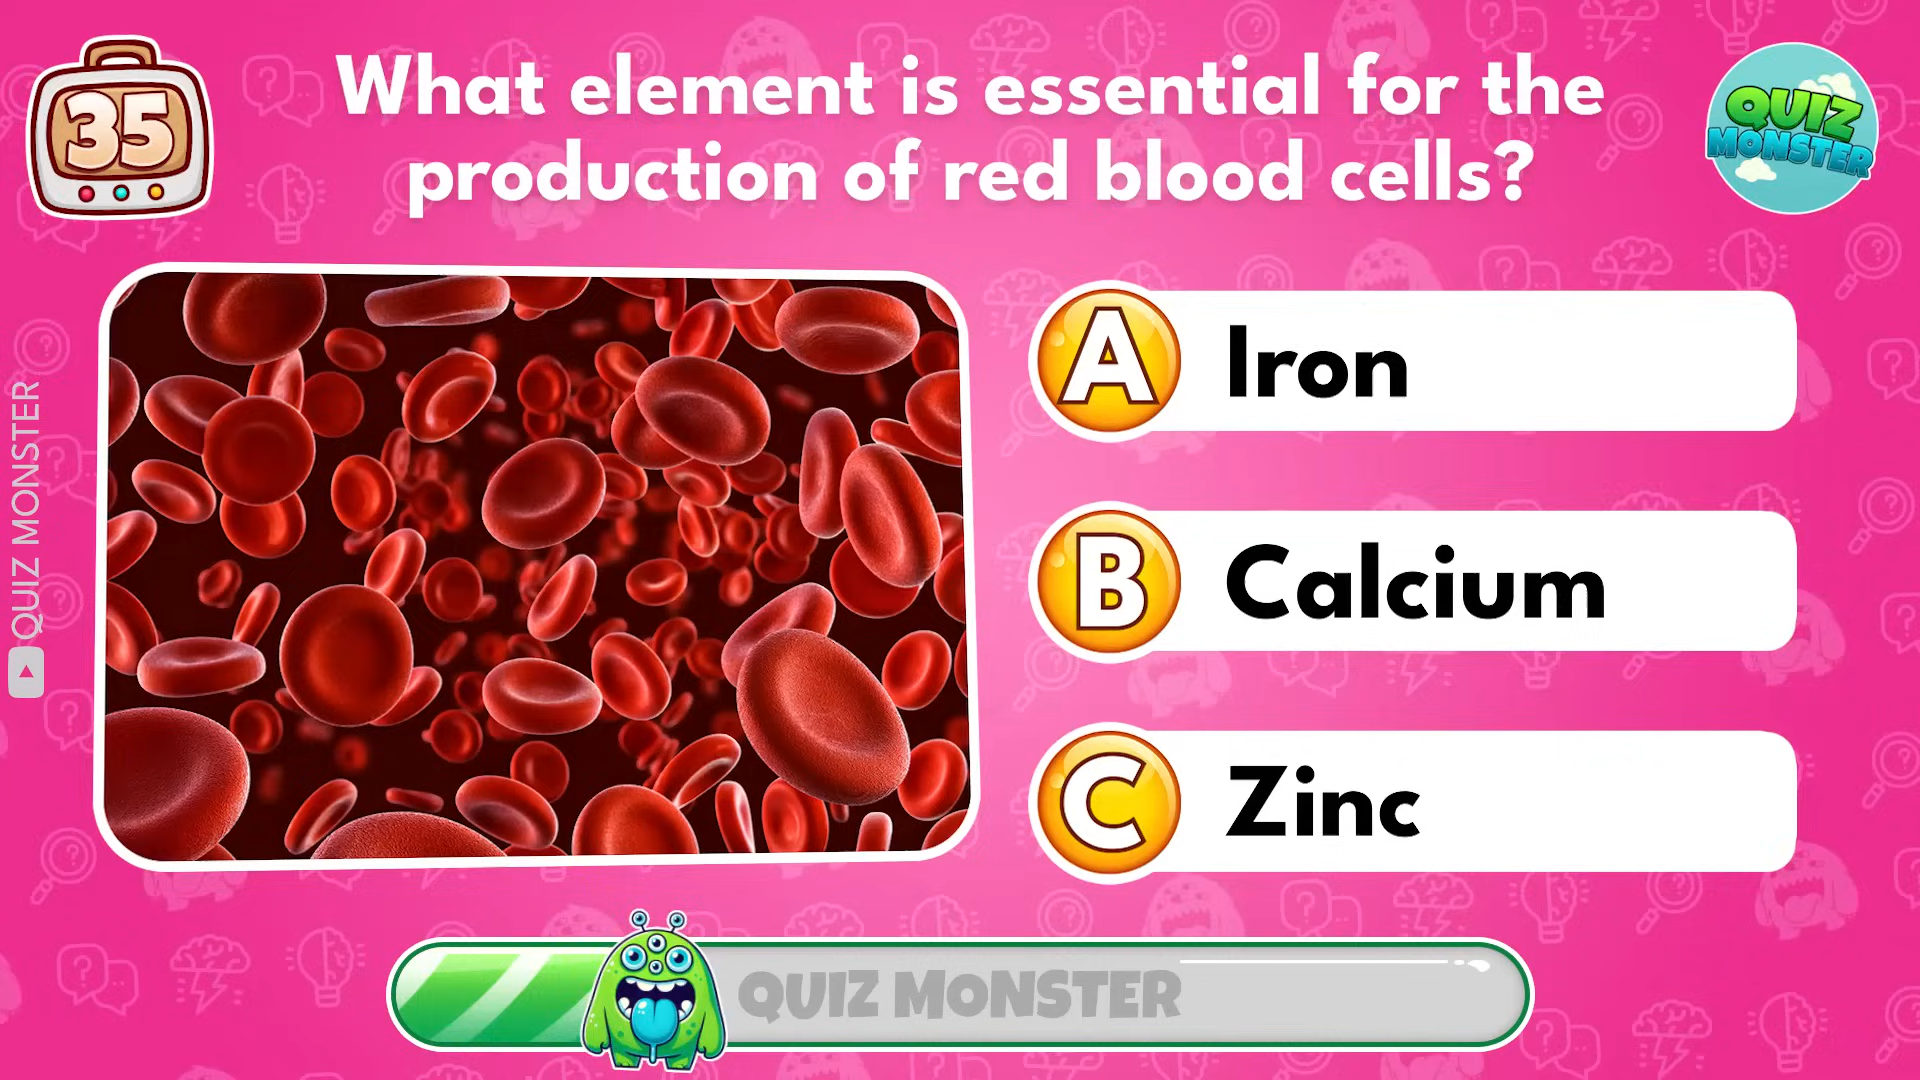 35
What element is essential for the
production of red blood cells?
QUIZ
MONSTER
A Iron
B Calcium
C Zinc
QUIZ MONSTER
QUIZ MONSTER